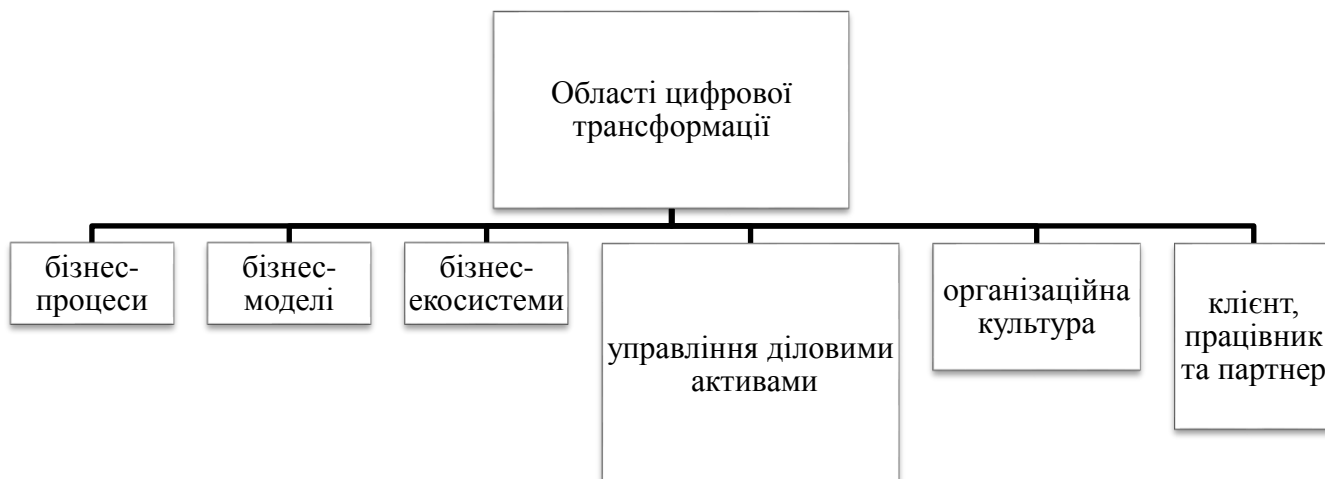 Області цифрової
трансформації
бізнес-
процеси
бізнес-
моделі
бізнес-
екосистеми
управління діловими
активами
організаційна
культура
клієнт,
працівник
та партнер